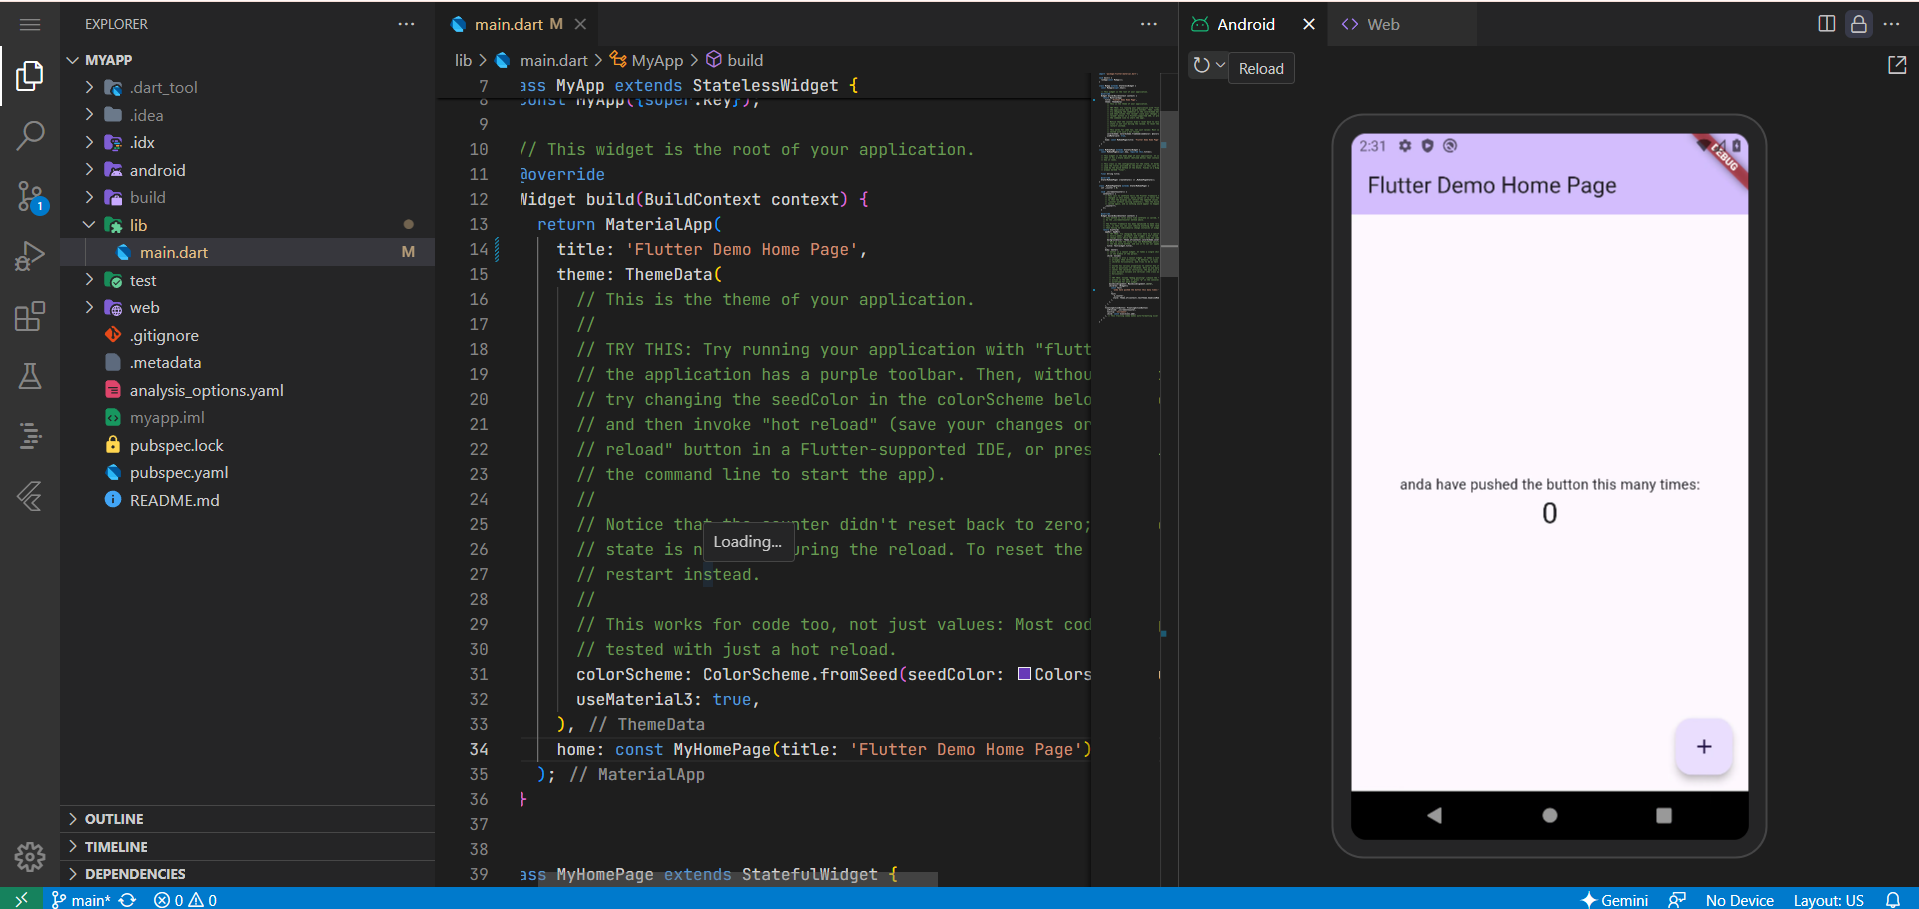 EXPLORER
MYAPP
.dart_tool
.idea
.idx
android
build
lib
main.dart M
test
web
.gitignore
.metadata
analysis_options.yaml
myapp.iml
pubspec.lock
pubspec.yaml
README.md
OUTLINE
TIMELINE
DEPENDENCIES
1
main.dart M
lib > main.dart > MyApp > build
7 ass MyApp extends StatelessWidget {
8 const MyApp({super.key});
9
10 // This widget is the root of your application.
11 @override
12 Widget build(BuildContext context) {
13 return MaterialApp(
14 title: 'Flutter Demo Home Page',
15 theme: ThemeData(
16 // This is the theme of your application.
17 //
18 // TRY THIS: Try running your application with "flutt
19 // the application has a purple toolbar. Then, withou
20 // try changing the seedColor in the colorScheme belo
21 // and then invoke "hot reload" (save your changes or
22 // reload" button in a Flutter-supported IDE, or pres
23 // the command line to start the app).
24 //
25 // Notice that the counter didn't reset back to zero;
26 // state is n uring the reload. To reset the
Loading...
27 // restart instead.
28 //
29 // This works for code too, not just values: Most cod
30 // tested with just a hot reload.
31 colorScheme: ColorScheme.fromSeed(seedColor: Colors
32 useMaterial3: true,
33 ), // ThemeData
34 home: const MyHomePage(title: 'Flutter Demo Home Page')
35 ); // MaterialApp
36 }
37
38
39 ass MyHomePage extends StatefulWidget {
Android
Web
Reload
2:31
DEBUG
Flutter Demo Home Page
anda have pushed the button this many times:
0
+
main* 0 0
Gemini No Device Layout: US